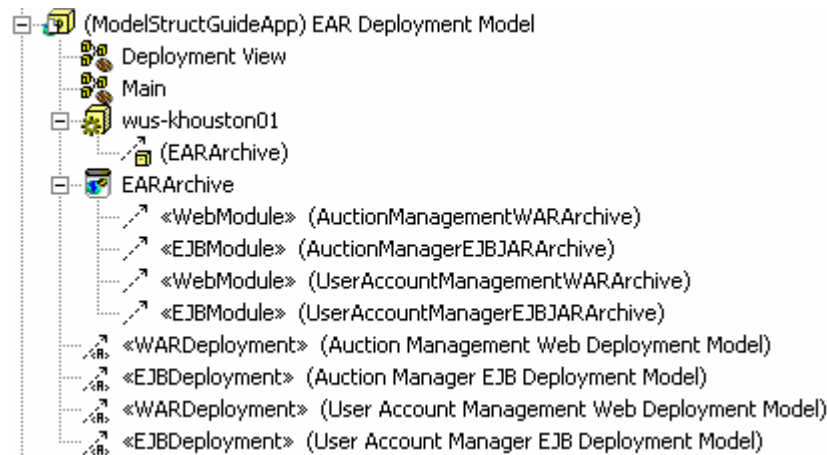 (ModelStructGuideApp) EAR Deployment Model
Deployment View
Main
wus-khouston01
(EARArchive)
EARArchive
«WebModule» (AuctionManagementWARArchive)
«EJBModule» (AuctionManagerEJBJARArchive)
«WebModule» (UserAccountManagementWARArchive)
«EJBModule» (UserAccountManagerEJBJARArchive)
«WARDeployment» (Auction Management Web Deployment Model)
«EJBDeployment» (Auction Manager EJB Deployment Model)
«WARDeployment» (User Account Management Web Deployment Model)
«EJBDeployment» (User Account Manager EJB Deployment Model)